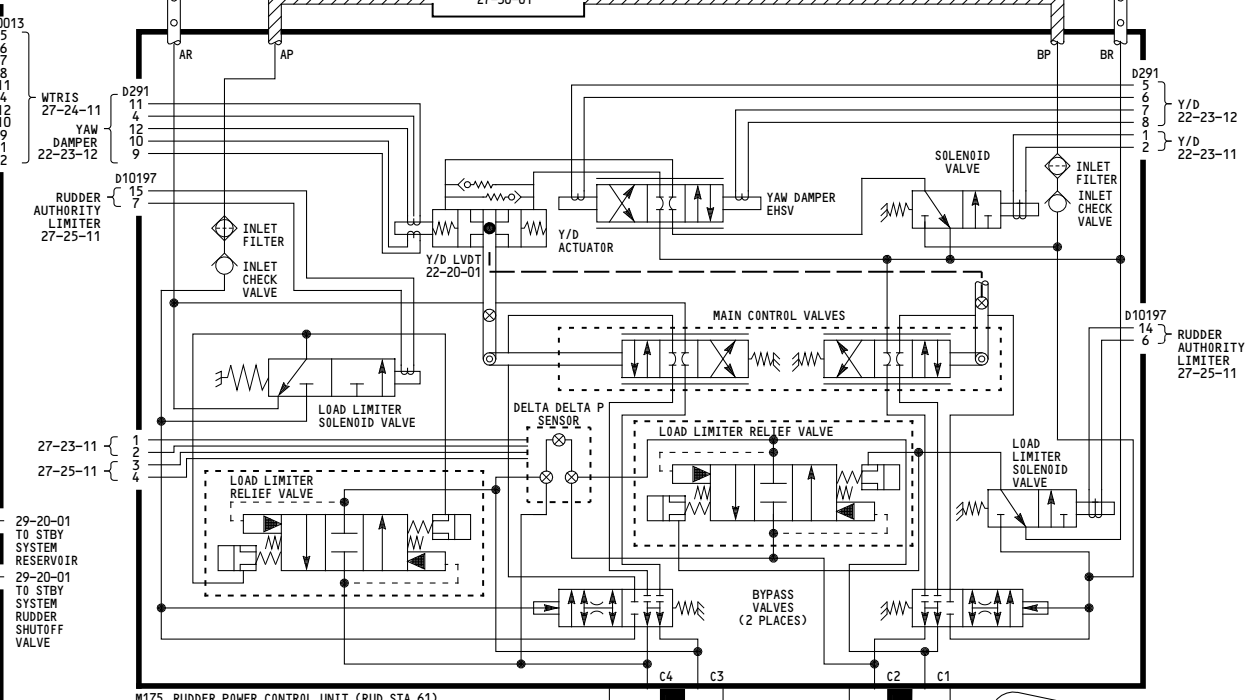 27-30-01
0013
5
6
7
8
11
4
12
10
9
1
2
WTRIS
27-24-11
YAW
DAMPER
22-23-12
D291
11
4
12
10
9
AR
AP
BP
BR
D291
5
6
7
8
1
2
Y/D
22-23-12
Y/D
22-23-11
D10197
15
7
RUDDER
AUTHORITY
LIMITER
27-25-11
INLET
FILTER
INLET
CHECK
VALVE
Y/D LVDT
22-20-01
Y/D
ACTUATOR
YAW DAMPER
EHSV
SOLENOID
VALVE
INLET
FILTER
INLET
CHECK
VALVE
MAIN CONTROL VALVES
D10197
14
6
RUDDER
AUTHORITY
LIMITER
27-25-11
LOAD LIMITER
SOLENOID VALVE
DELTA DELTA P
SENSOR
LOAD LIMITER RELIEF VALVE
LOAD
LIMITER
SOLENOID
VALVE
27-23-11
1
2
27-25-11
3
4
LOAD LIMITER
RELIEF VALVE
29-20-01
TO STBY
SYSTEM
RESERVOIR
29-20-01
TO STBY
SYSTEM
RUDDER
SHUTOFF
VALVE
BYPASS
VALVES
(2 PLACES)
C4
C3
C2
C1
M175 RUDDER POWER CONTROL UNIT (RUD STA 61)